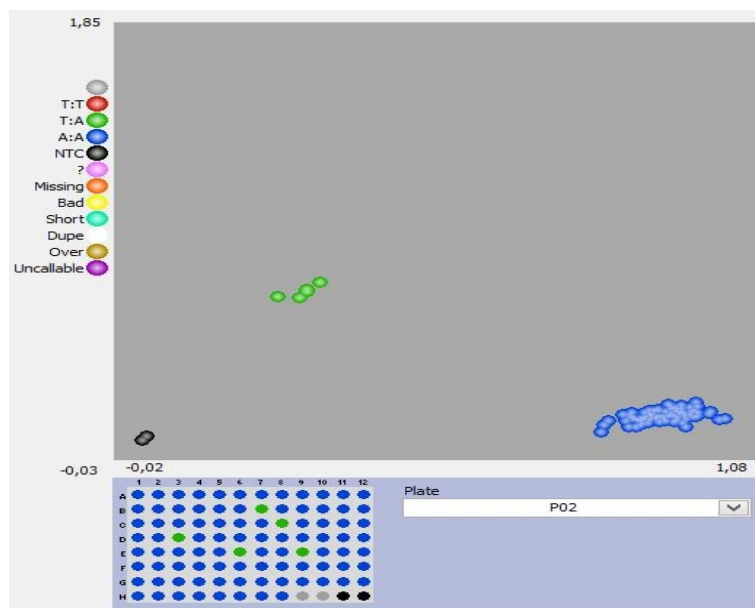 1,85
T:T
T:A
A:A
NTC
?
Missing
Bad
Short
Dupe
Over
Uncallable
-0,03
-0,02
1,08
1 2 3 4 5 6 7 8 9 10 11 12
A
B
C
D
E
F
G
H
Plate
P02